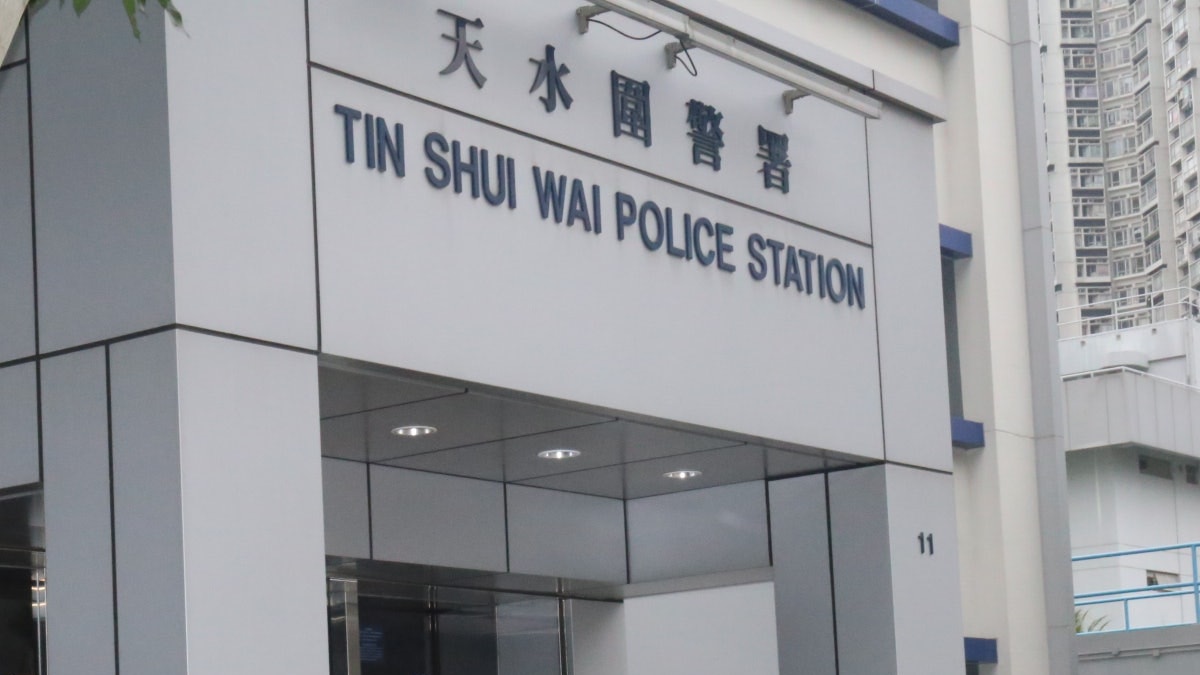 天水圍警署
TIN SHUI WAI POLICE STATION
11